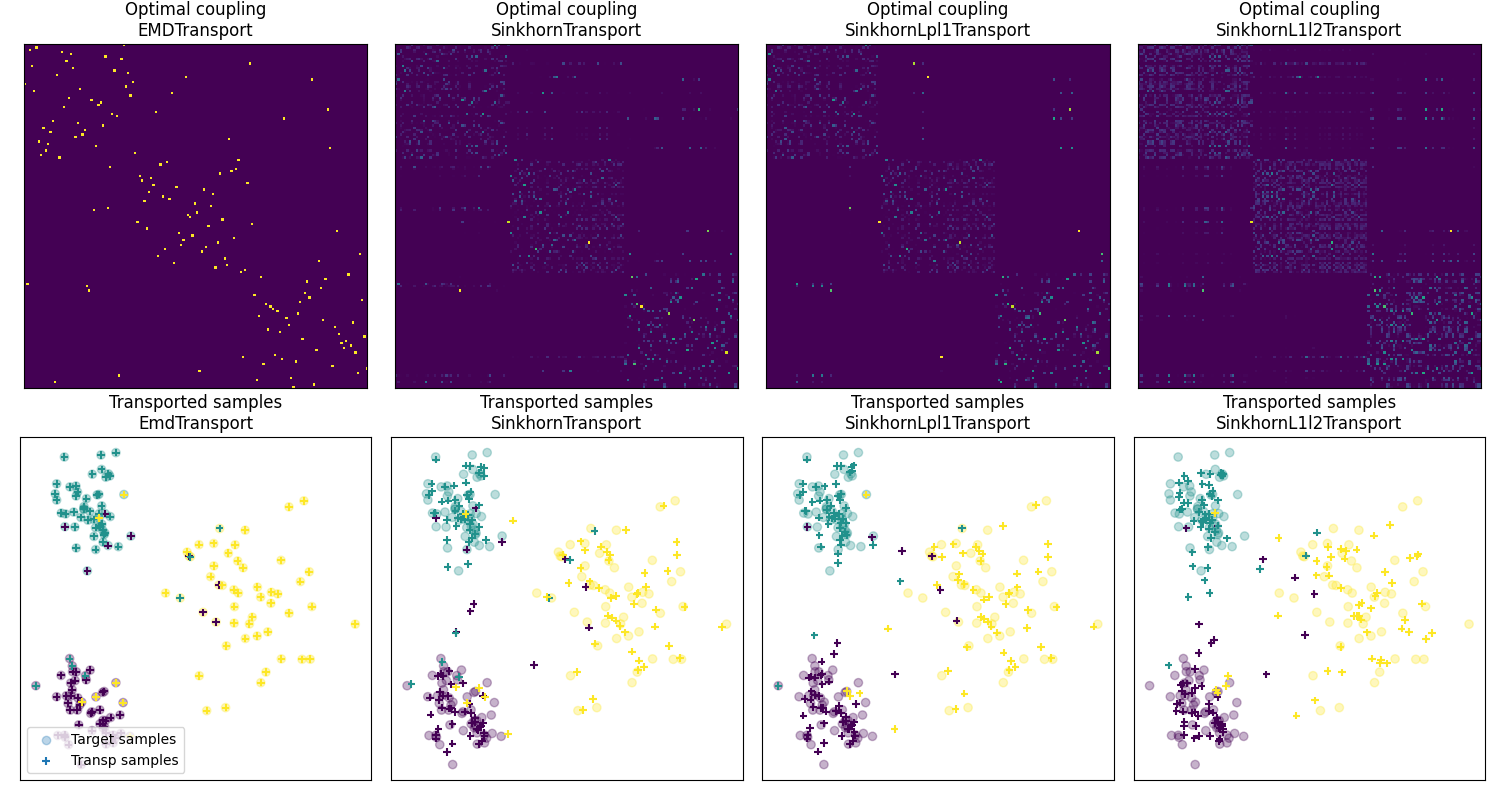 Optimal coupling
EMDTransport
Optimal coupling
SinkhornTransport
Optimal coupling
SinkhornLpl1Transport
Optimal coupling
SinkhornL1l2Transport
Transported samples
EmdTransport
Transported samples
SinkhornTransport
Transported samples
SinkhornLpl1Transport
Transported samples
SinkhornL1l2Transport
Target samples
Transp samples